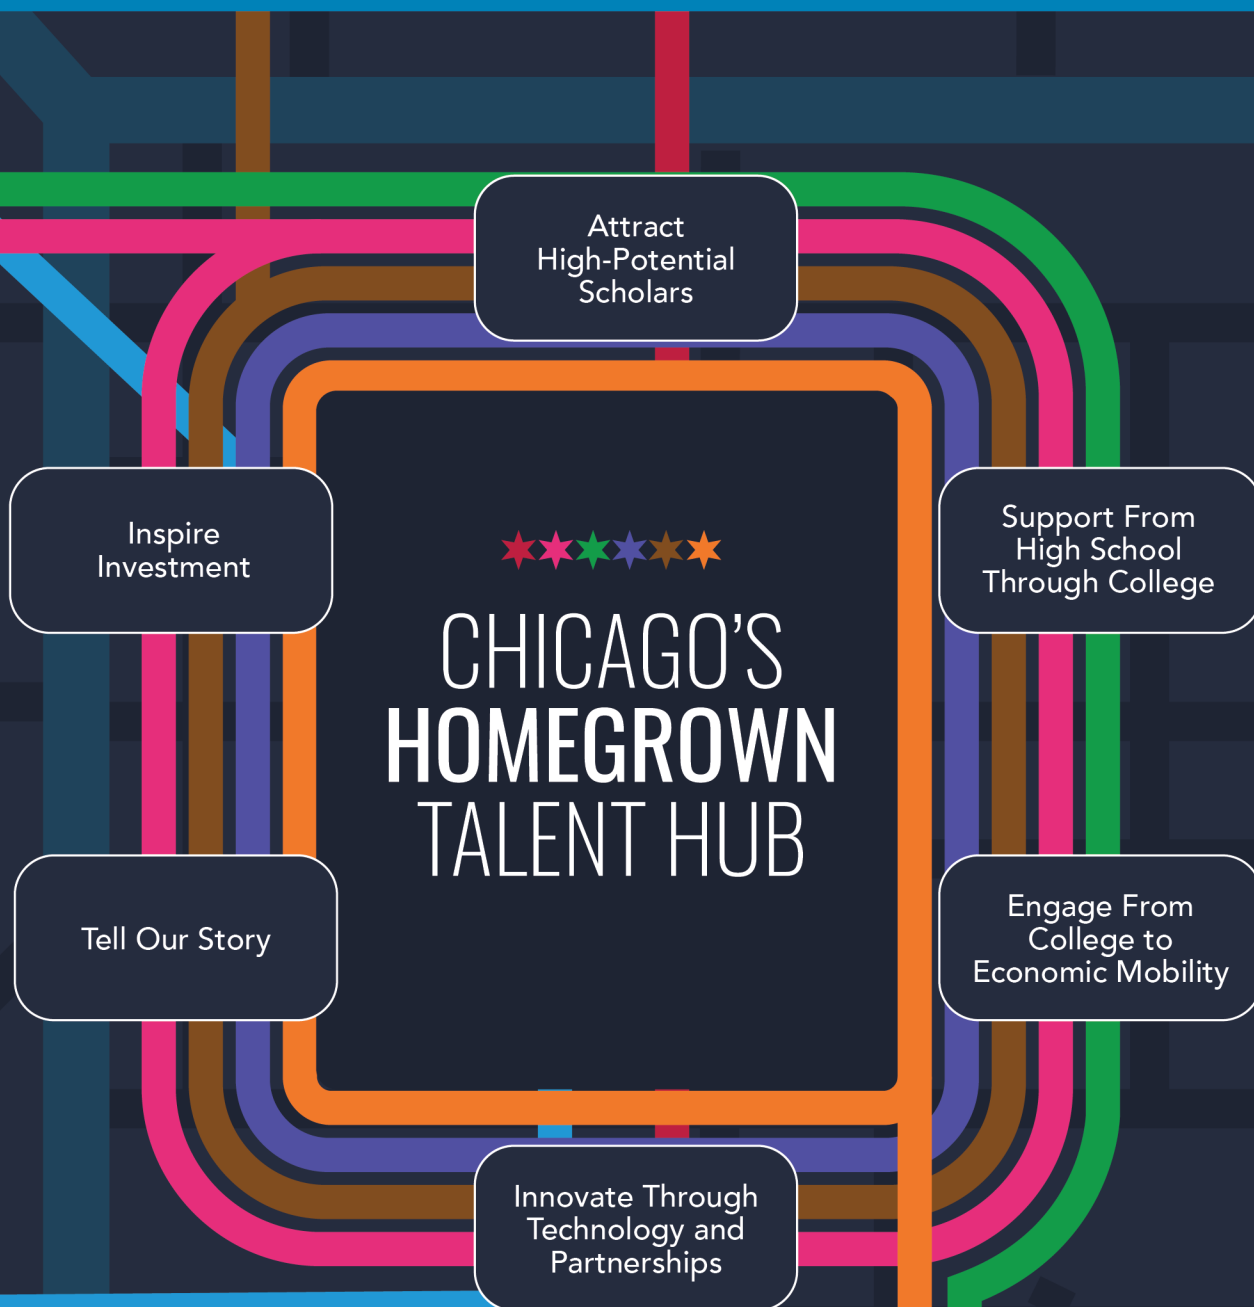 Attract
High-Potential
Scholars
Inspire
Investment
Support From
High School
Through College
CHICAGO'S
HOMEGROWN
TALENT HUB
Tell Our Story
Engage From
College to
Economic Mobility
Innovate Through
Technology and
Partnerships